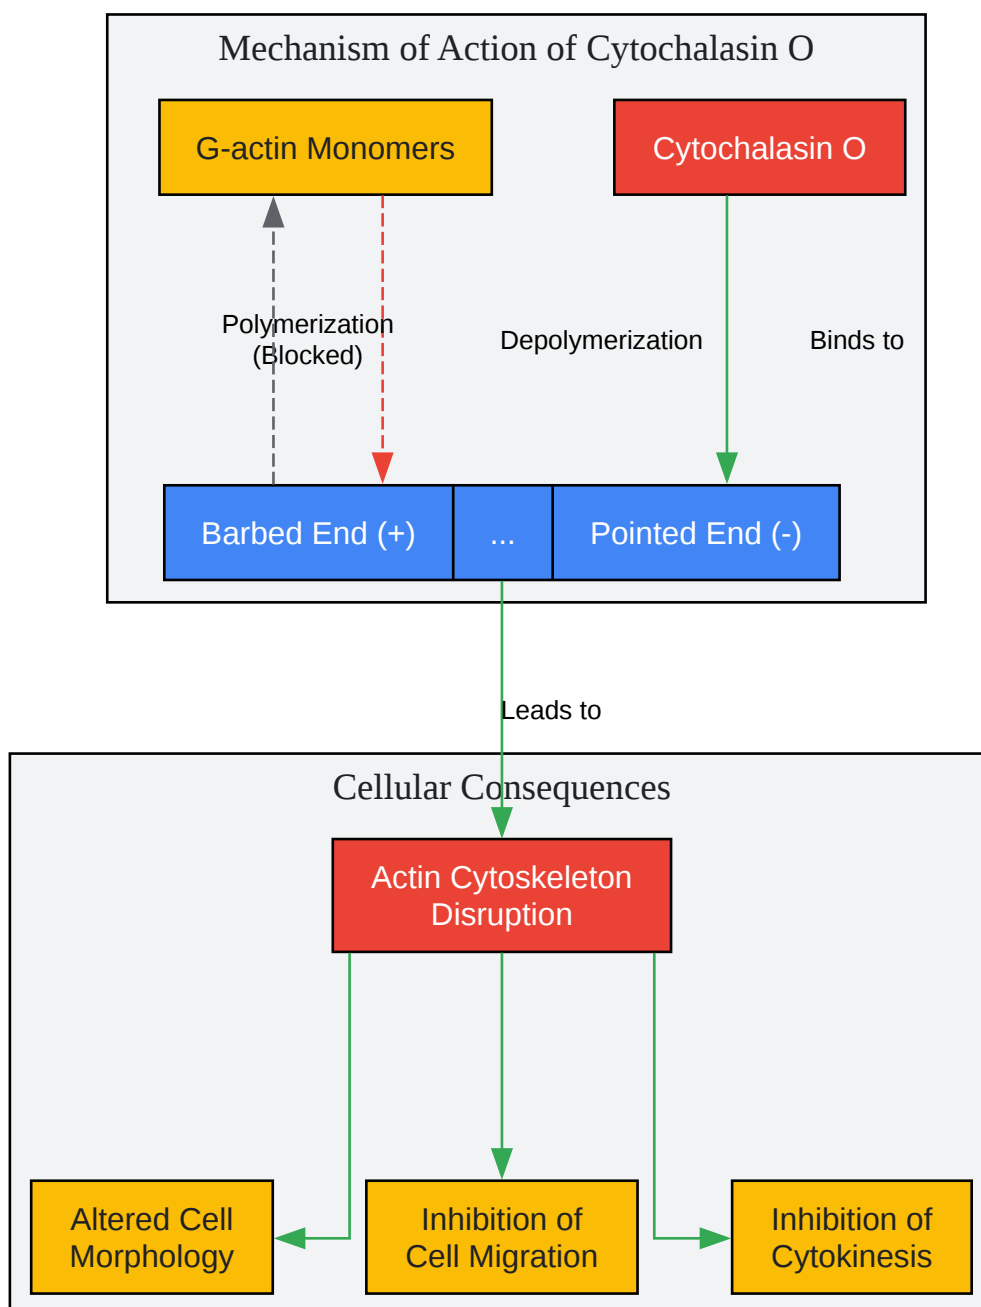 Mechanism of Action of Cytochalasin O
G-actin Monomers
Cytochalasin O
Polymerization
(Blocked)
Depolymerization
Binds to
Barbed End (+)
...
Pointed End (-)
Leads to
Cellular Consequences
Actin Cytoskeleton
Disruption
Altered Cell
Morphology
Inhibition of
Cell Migration
Inhibition of
Cytokinesis